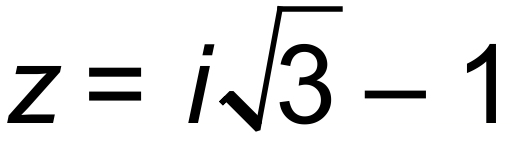 z = i√3 − 1